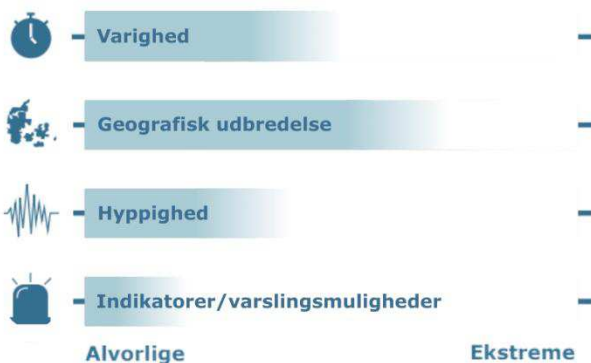 Varighed
Geografisk udbredelse
Hyppighed
Indikatorer/varslingsmuligheder
Alvorlige Ekstreme